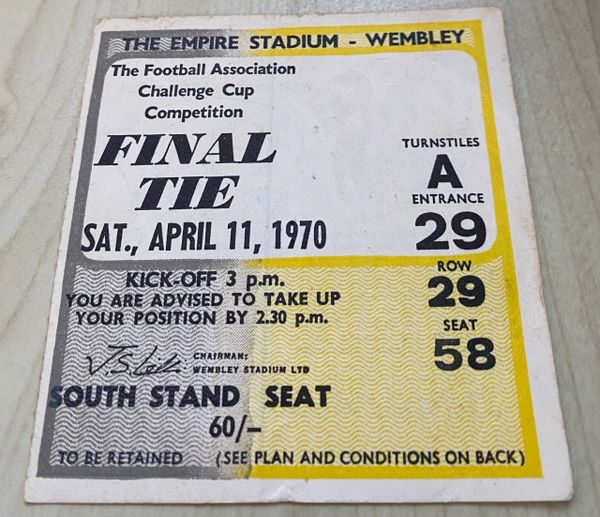 THE EMPIRE STADIUM - WEMBLEY
The Football Association
Challenge Cup
Competition
FINAL
TIE
SAT., APRIL 11, 1970
TURNSTILES
A
ENTRANCE
29
KICK-OFF 3 p.m.
YOU ARE ADVISED TO TAKE UP
YOUR POSITION BY 2.30 p.m.
ROW
29
SEAT
58
CHAIRMAN:
WEMBLEY STADIUM LTD
SOUTH STAND SEAT
60/-
TO BE RETAINED (SEE PLAN AND CONDITIONS ON BACK)